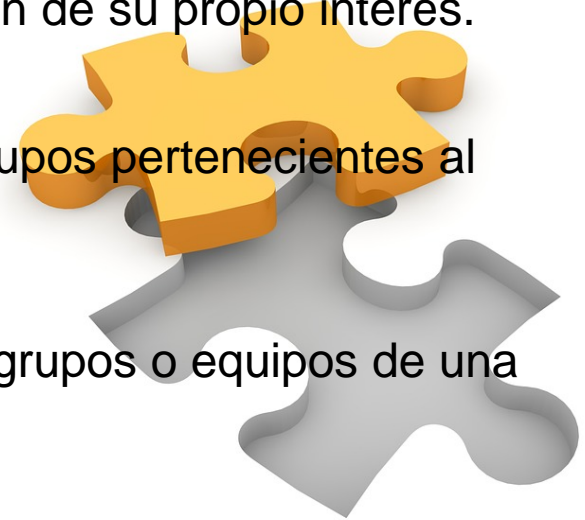 n de su propio interés.
upos pertenecientes al
grupos o equipos de una